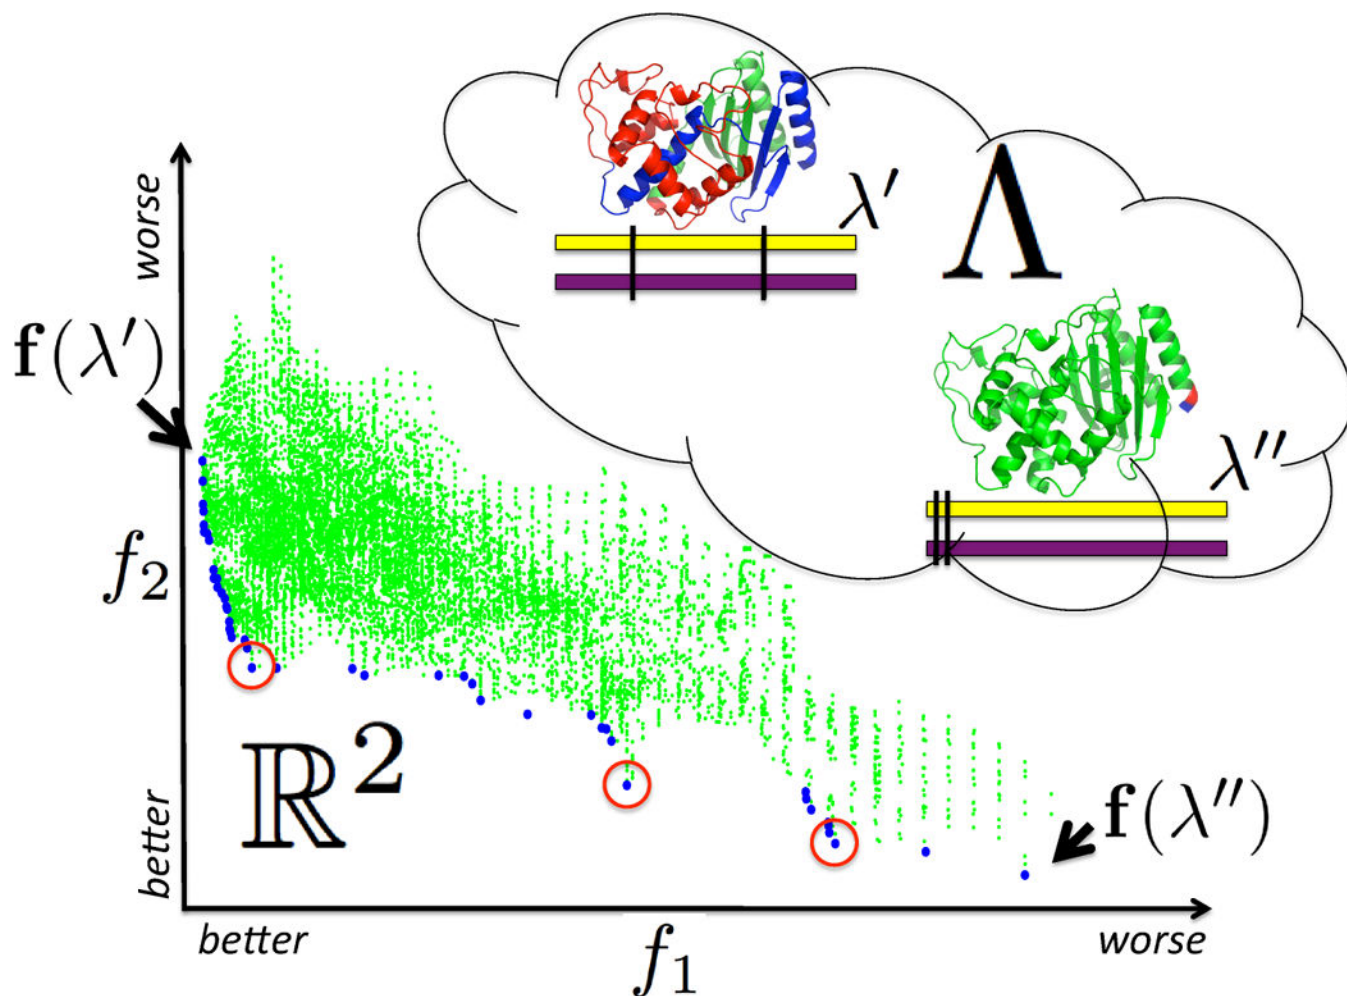 λ′
Λ
worse
f(λ′)
λ″
f₂
ℝ²
f(λ″)
better
better
f₁
worse